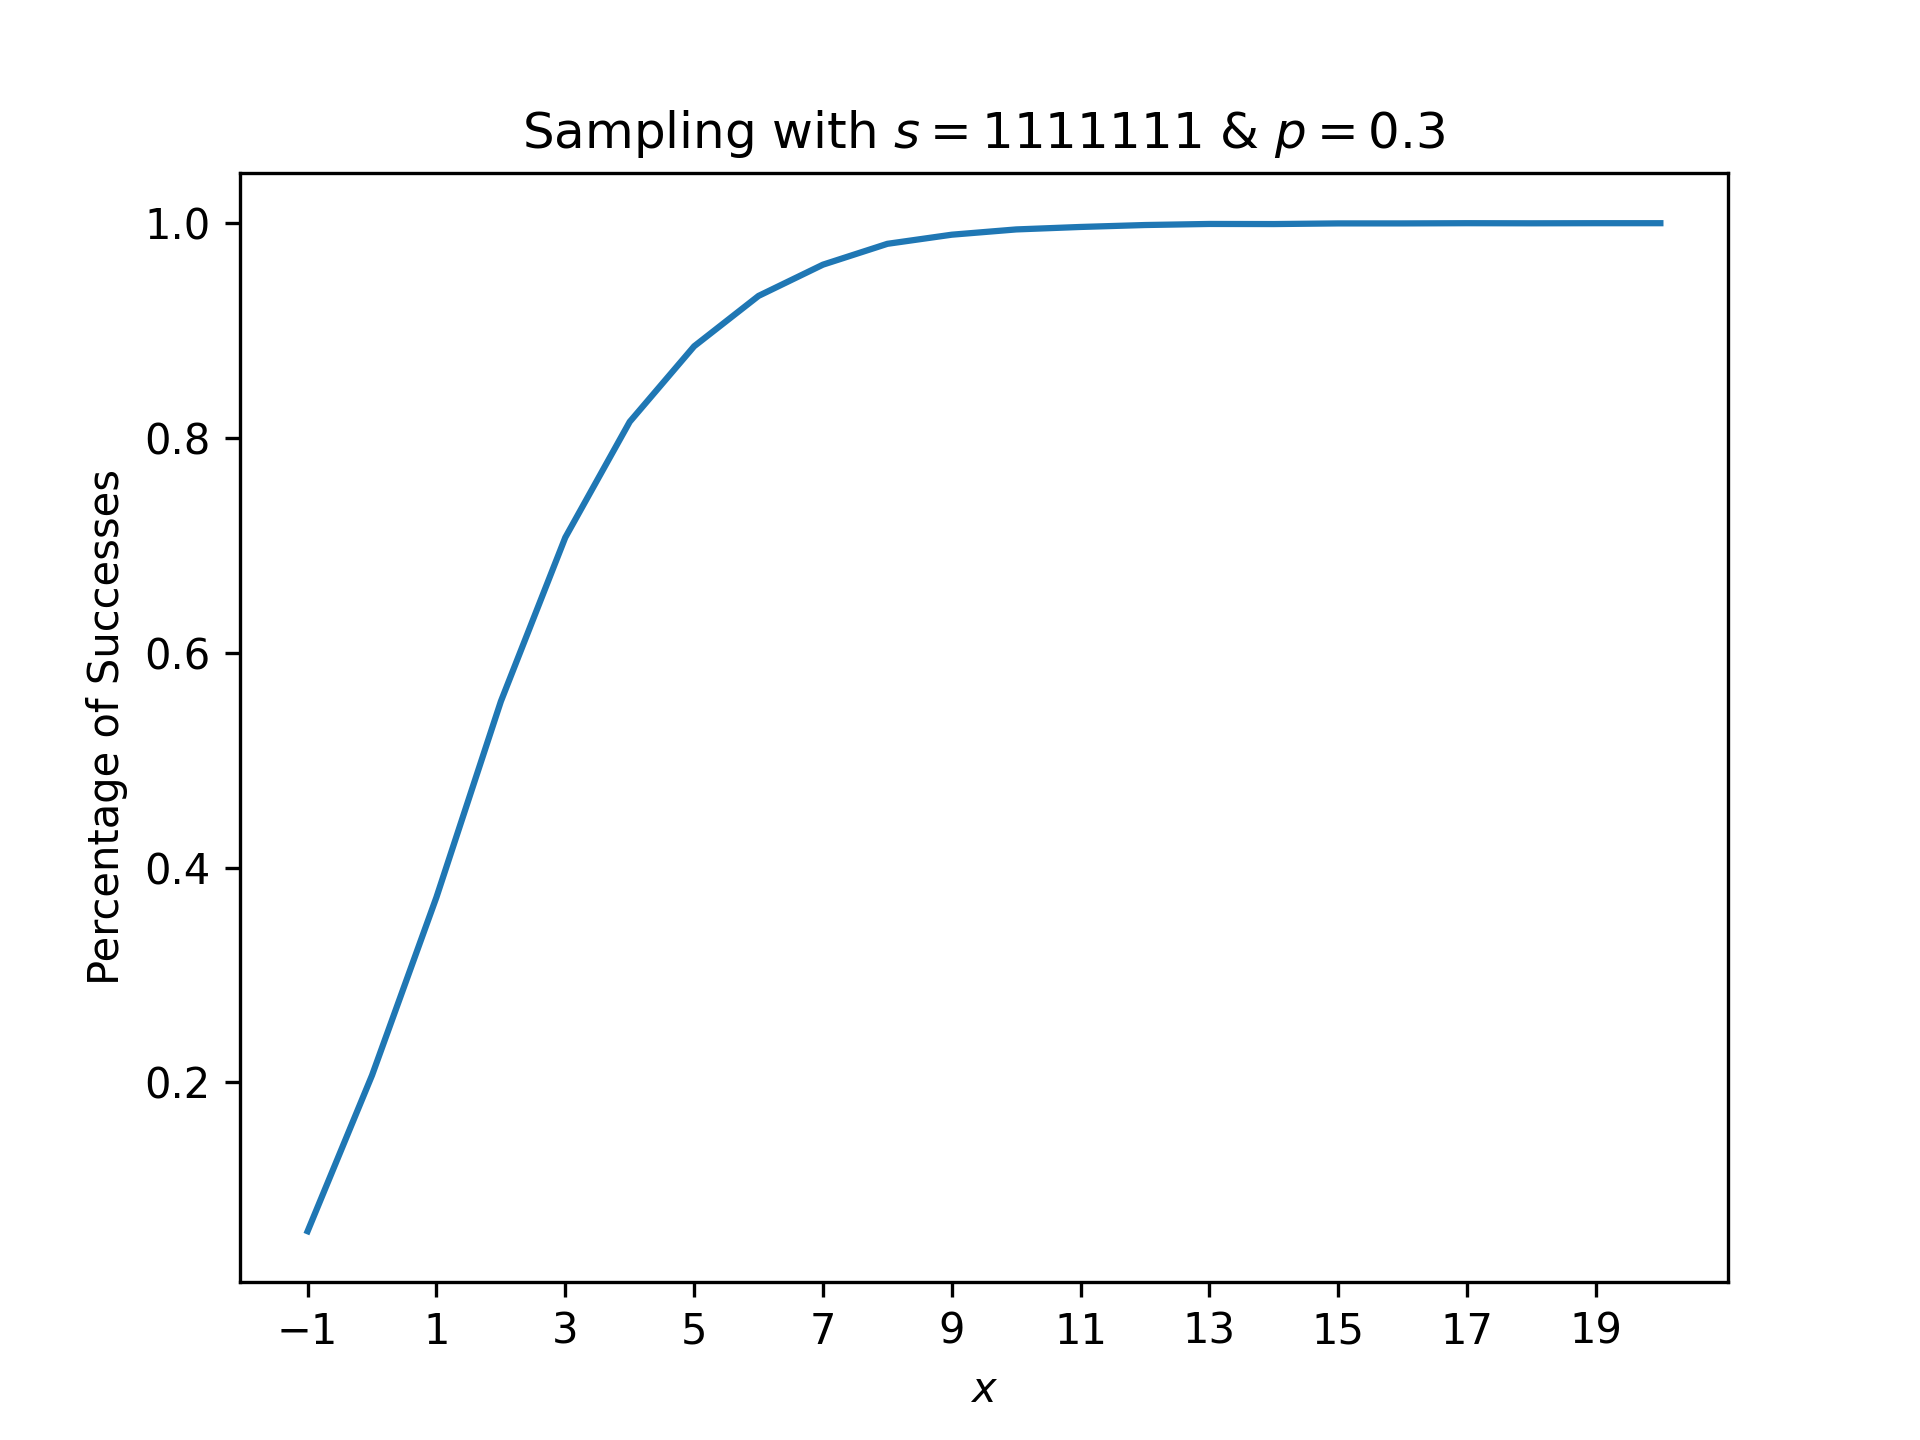 Sampling with s = 1111111 & p = 0.3
1.0
0.8
0.6
0.4
0.2
Percentage of Successes
−1 1 3 5 7 9 11 13 15 17 19
x